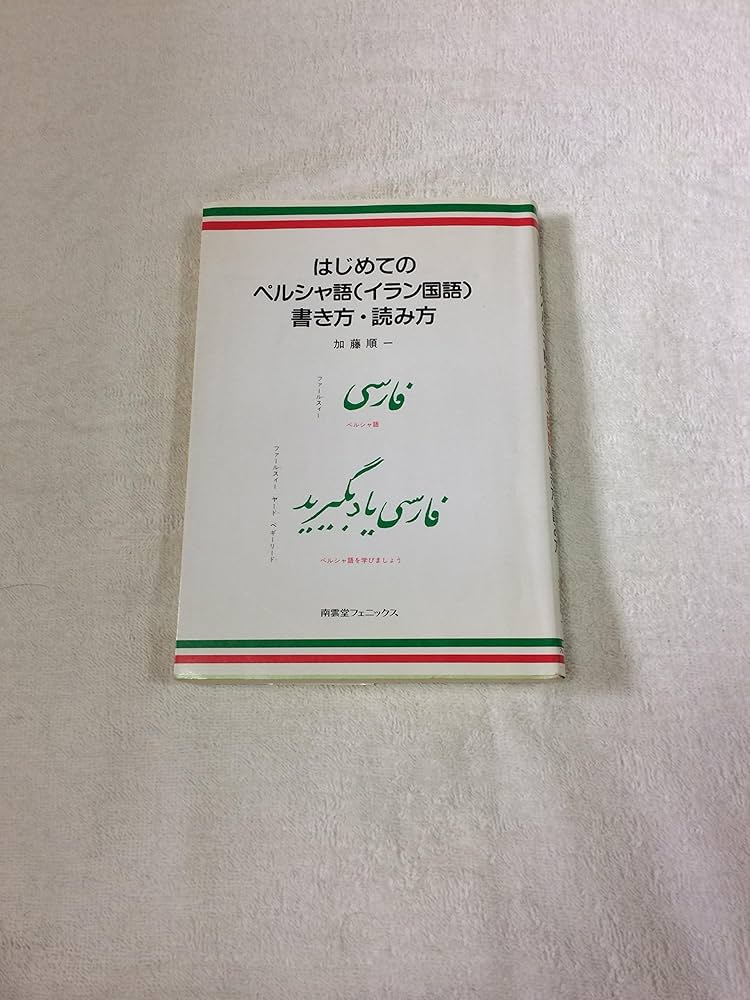 はじめての
ペルシャ語(イラン国語)
書き方・読み方
加藤順一
ファールスィー
فارسی
ペルシャ語
ファールスィー ヤード ベギーリード
فارسی یاد بگیرید
ペルシャ語を学びましょう
南雲堂フェニックス